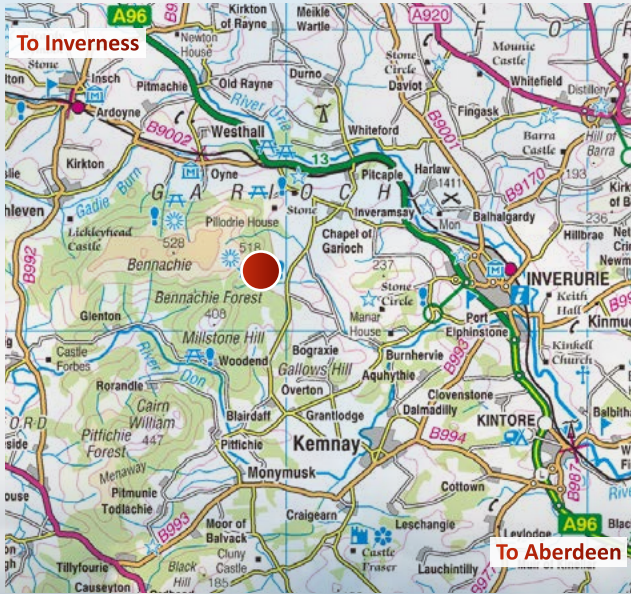 A96
B9
Kirkton
of Rayne
Meikle
Wartle
A920
F O
To Inverness
Newton
House
Stone
Mounie
Castle
Insch
Pitmachie
Old Rayne
Durno
Stone
Circle
Daviot
Whitefield
Distillery
Ardoyne
River Urie
Fingask
B9002
Westhall
Whiteford
B9001
Barra
Castle
Hill of
Barra
Kirkton
Oyne
13
Pitcaple
Harlaw
1411
B9170
193
GARIOCH
Gadie Burn
Pillodrie House
Stone
Inveramsay
Mon
Balhalgardy
236
Lickleyhead
Castle
528
518
Chapel of
Garioch
Hillbrae
B992
Bennachie
237
INVERURIE
Bennachie Forest
Stone
Circle
Keith
Hall
Glenton
408
Manar
House
Port
Elphinstone
Millstone Hill
Kinhell
Church
Castle
Forbes
River Don
Woodend
Bograxie
Burnhervie
B993
Gallows Hill
Aquhythie
Rorandle
Overton
Clovenstone
Cairn
William
Blairdaff
Grantlodge
Dalmadilly
KINTORE
447
Pitfichie
Forest
Pitfichie
Kemnay
B994
Menaway
Monymusk
Pitmunie
Cottown
B987
Todlachie
Craigearn
L
B993
Moor of
Balvack
Leschangie
A96
Castle
Fraser
To Aberdeen
Tillyfourie
Cluny
Castle
Black
Hill
185
Causeyton